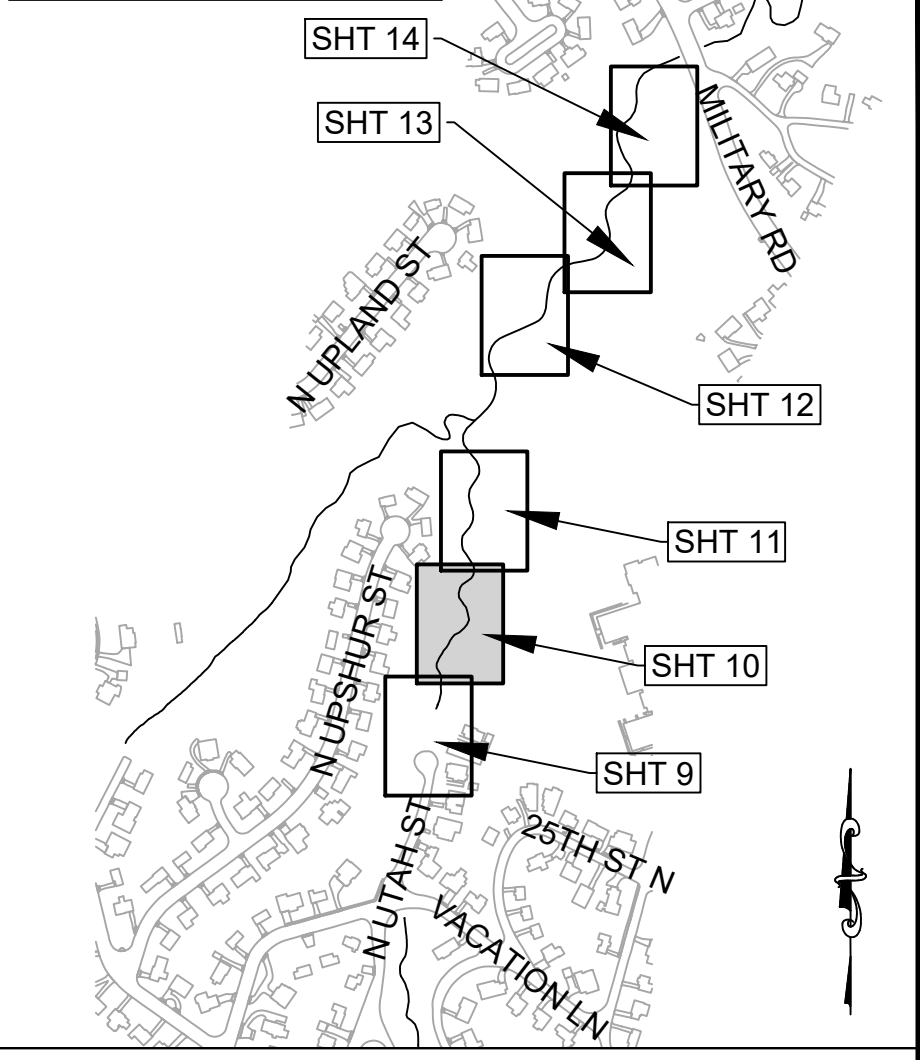 SHT 14
SHT 13
MILITARY RD
N UPLAND ST
SHT 12
SHT 11
N UPSHUR ST
SHT 10
SHT 9
25TH ST N
N UTAH ST
VACATION LN